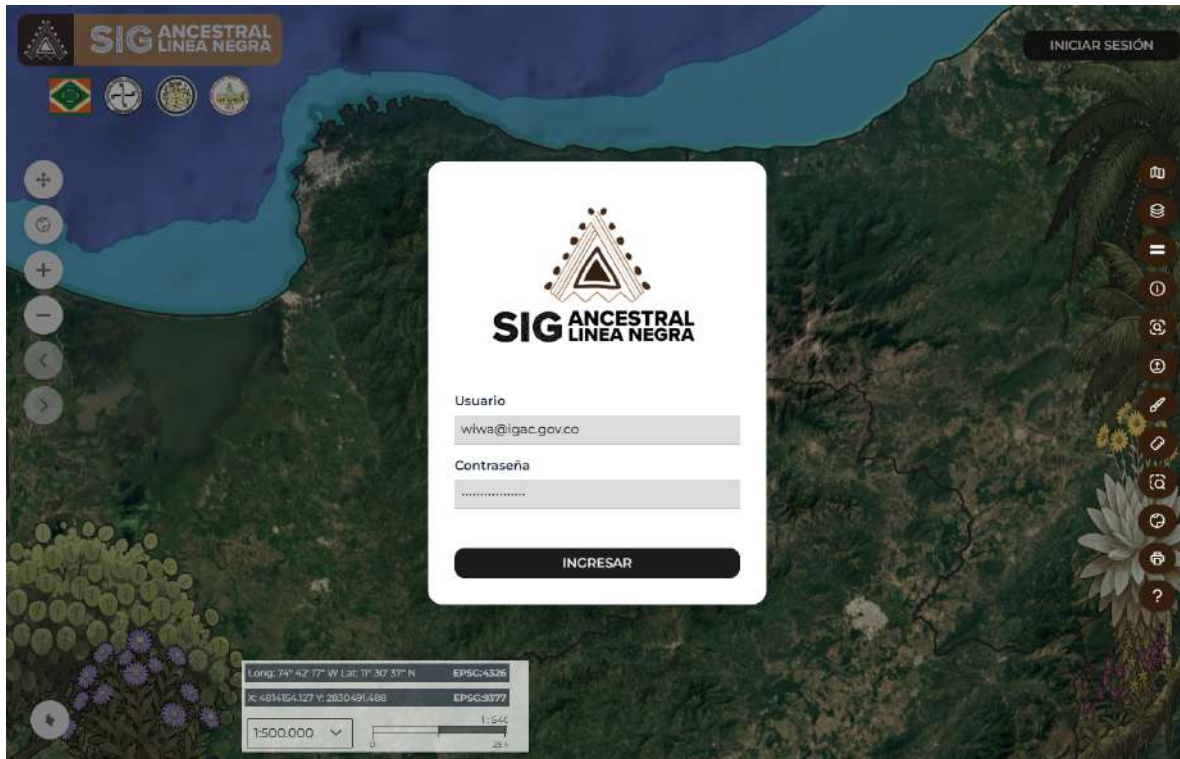 SIG ANCESTRAL
LINEA NEGRA
INICIAR SESIÓN
SIG ANCESTRAL
LINEA NEGRA
Usuario
wiwa@igac.gov.co
Contraseña
INGRESAR
Long: 74° 42' 17" W Lat: 11° 30' 37" N EPSG:4326
X: 4814154.127 Y: 2830491.488 EPSG:9377
1:500.000
0
?